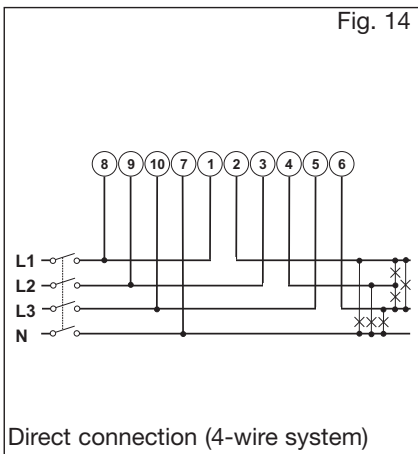 Fig. 14
8 9 10 7 1 2 3 4 5 6
L1
L2
L3
N
Direct connection (4-wire system)